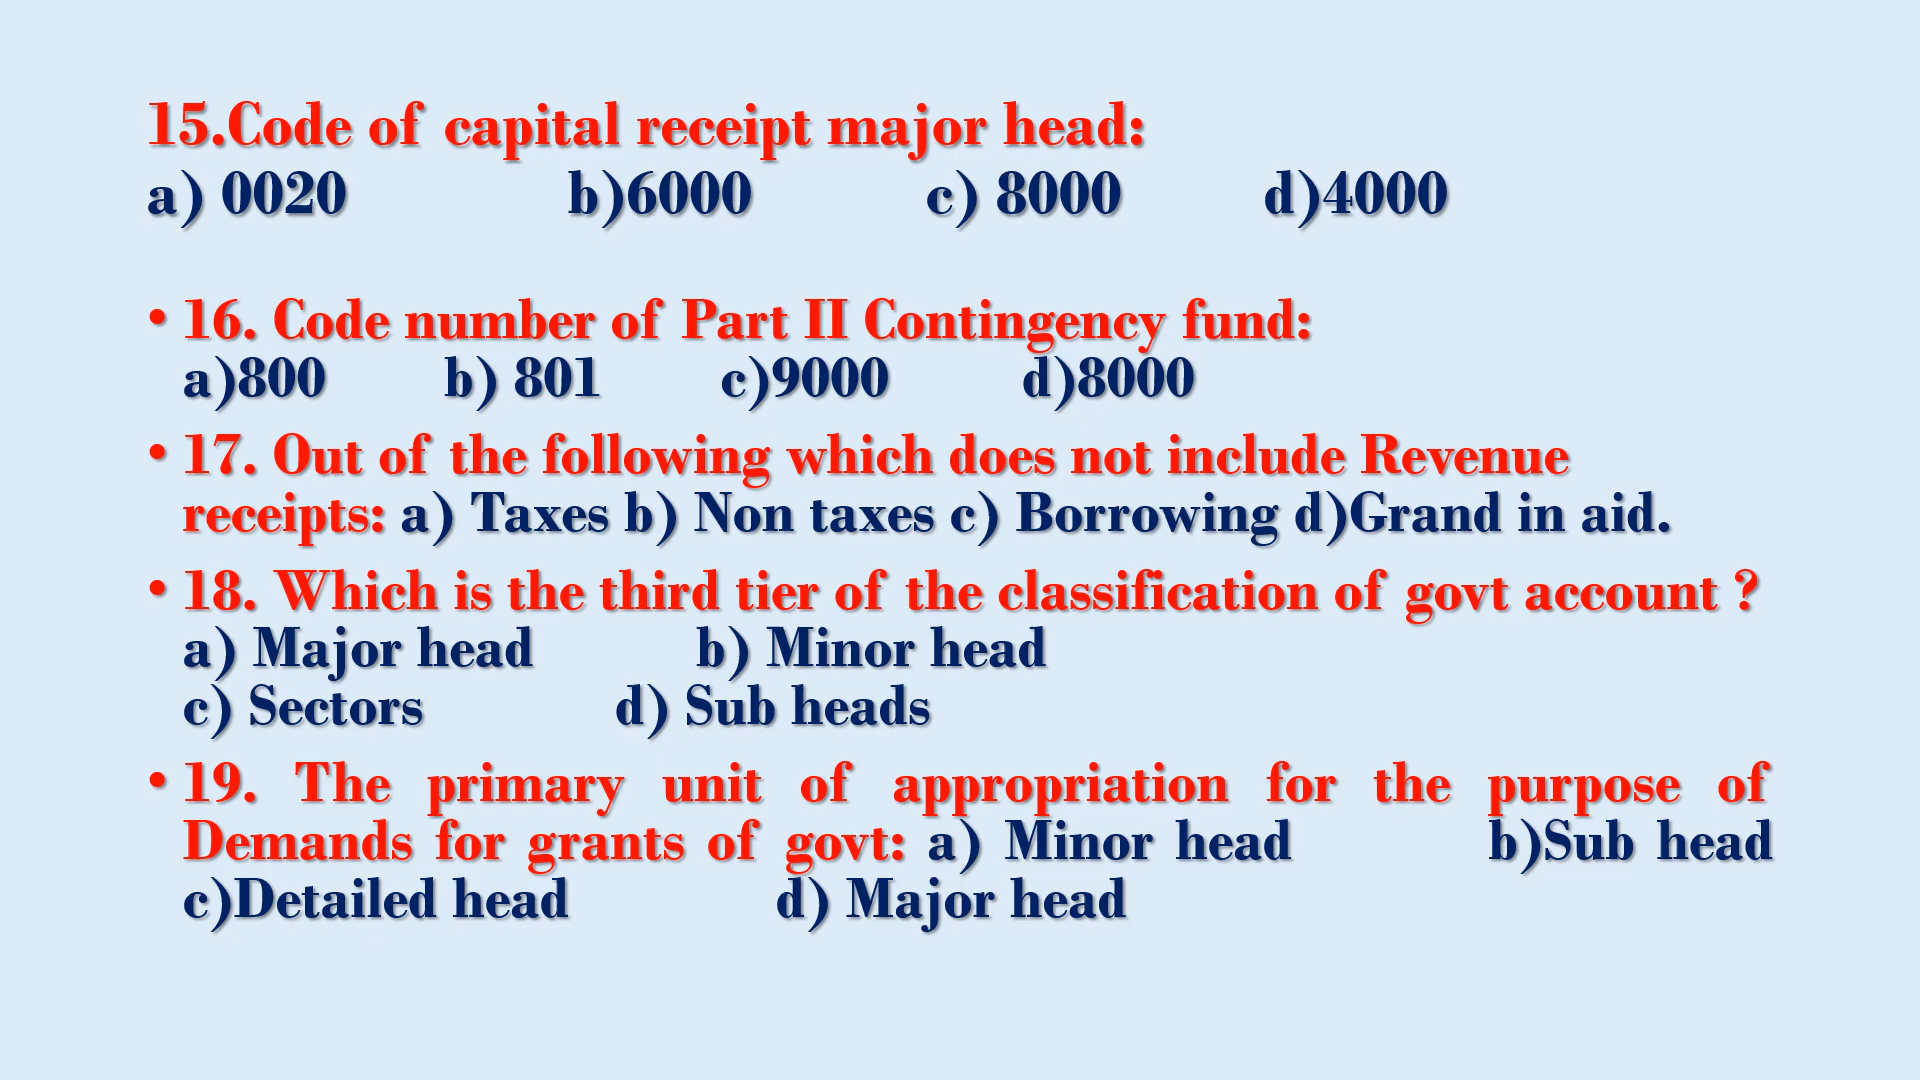 15.Code of capital receipt major head:
a) 0020 b)6000 c) 8000 d)4000
• 16. Code number of Part II Contingency fund:
a)800 b) 801 c)9000 d)8000
• 17. Out of the following which does not include Revenue
receipts: a) Taxes b) Non taxes c) Borrowing d)Grand in aid.
• 18. Which is the third tier of the classification of govt account ?
a) Major head b) Minor head
c) Sectors d) Sub heads
• 19. The primary unit of appropriation for the purpose of
Demands for grants of govt: a) Minor head b)Sub head
c)Detailed head d) Major head